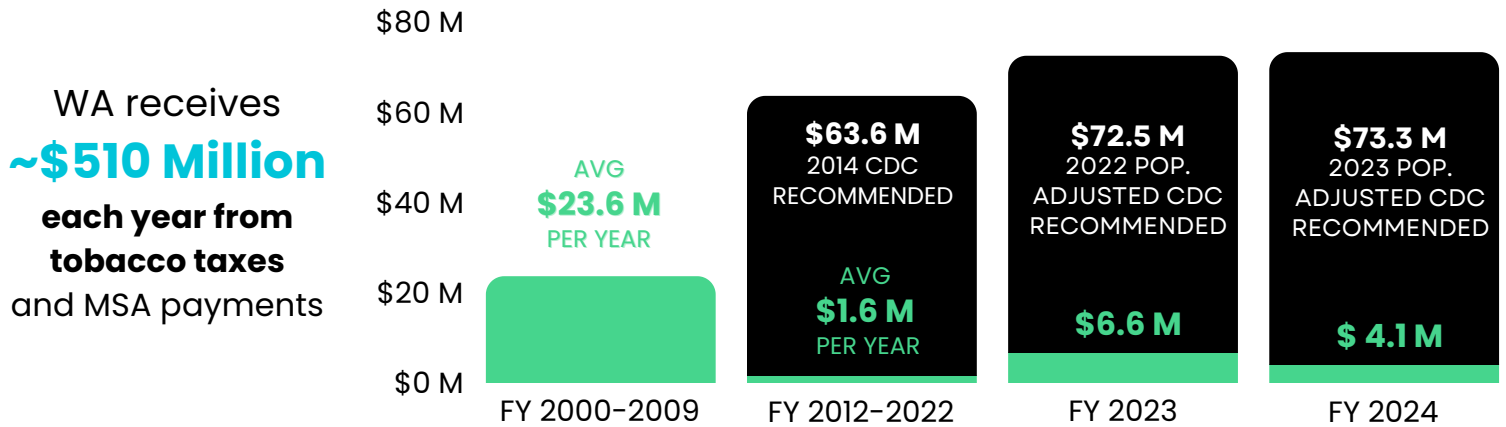 WA receives
~$510 Million
each year from
tobacco taxes
and MSA payments
$80 M
$60 M
$40 M
$20 M
$0 M
AVG
$23.6 M
PER YEAR
FY 2000-2009
$63.6 M
2014 CDC
RECOMMENDED
AVG
$1.6 M
PER YEAR
FY 2012-2022
$72.5 M
2022 POP.
ADJUSTED CDC
RECOMMENDED
$6.6 M
FY 2023
$73.3 M
2023 POP.
ADJUSTED CDC
RECOMMENDED
$ 4.1 M
FY 2024